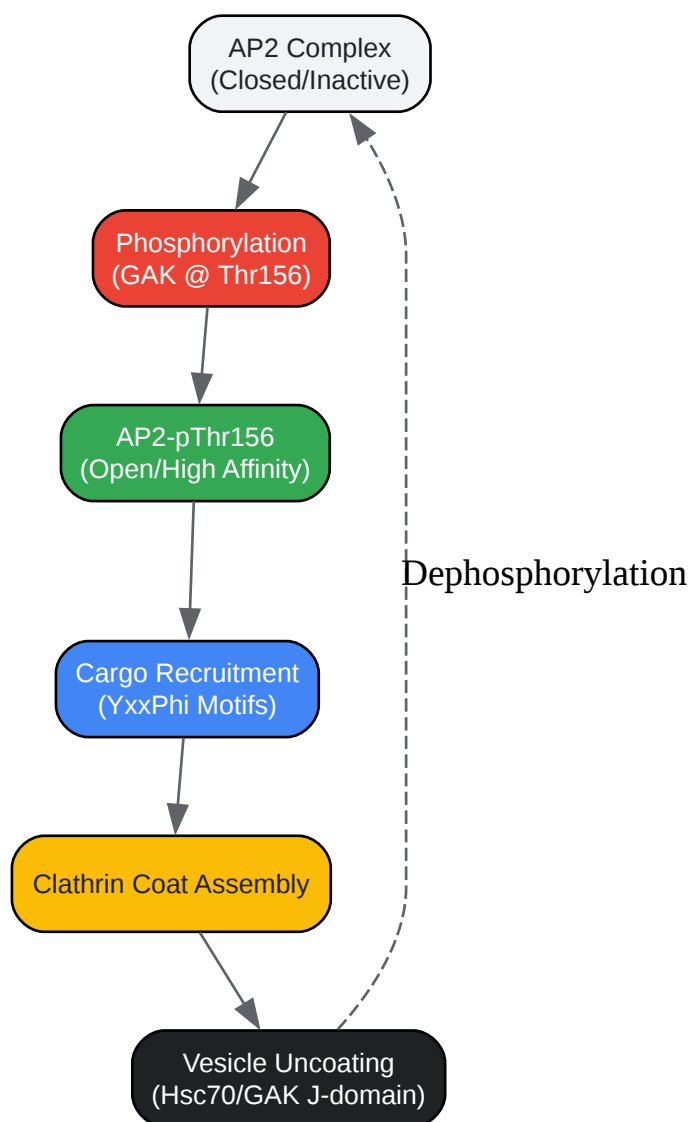 AP2 Complex
(Closed/Inactive)
Phosphorylation
(GAK @ Thr156)
AP2-pThr156
(Open/High Affinity)
Dephosphorylation
Cargo Recruitment
(YxxPhi Motifs)
Clathrin Coat Assembly
Vesicle Uncoating
(Hsc70/GAK J-domain)